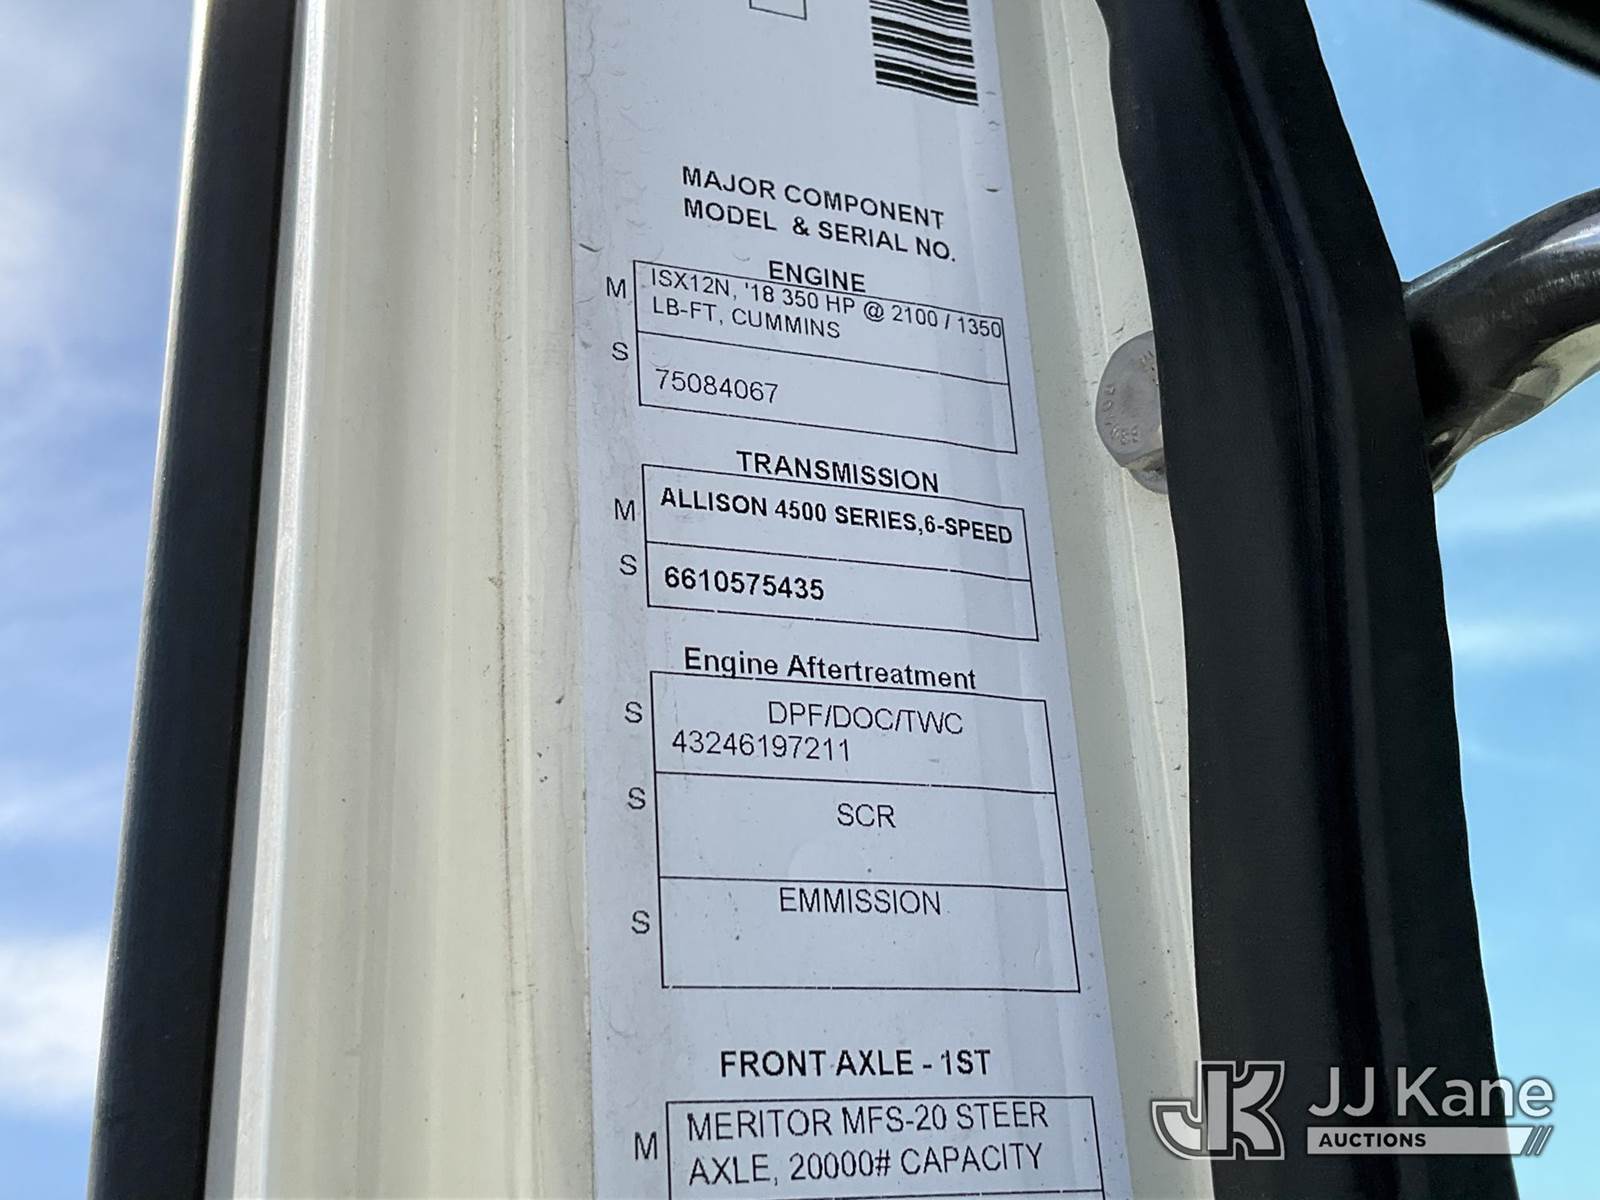 MAJOR COMPONENT
MODEL & SERIAL NO.
ENGINE
M ISX12N, '18 350 HP @ 2100 / 1350
LB-FT, CUMMINS
S 75084067
TRANSMISSION
M ALLISON 4500 SERIES,6-SPEED
S 6610575435
Engine Aftertreatment
S DPF/DOC/TWC
43246197211
S SCR
S EMMISSION
FRONT AXLE - 1ST
M MERITOR MFS-20 STEER
AXLE, 20000# CAPACITY
JK JJ Kane
AUCTIONS